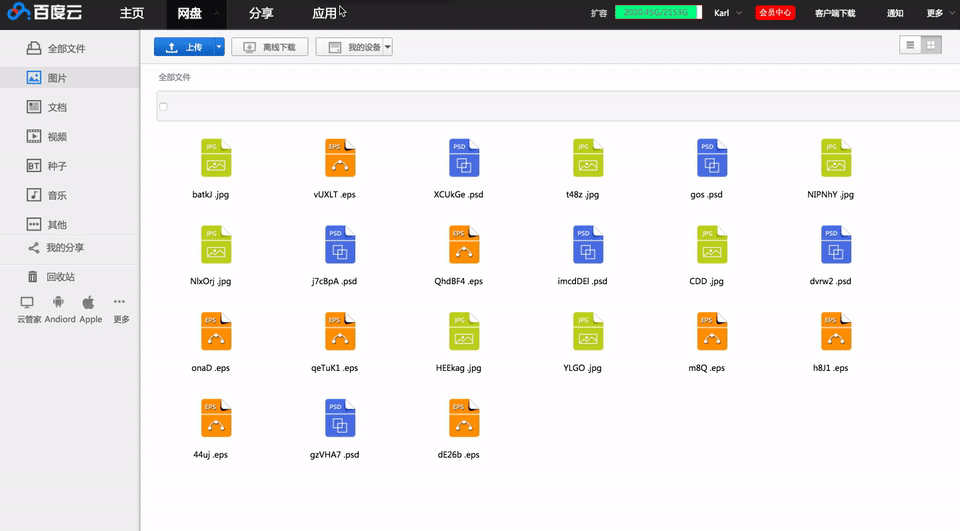 百度云 主页 网盘 分享 应用 扩容 2020.45G/2153G Karl 会员中心 客户端下载 通知 更多
全部文件 上传 离线下载 我的设备
图片 全部文件
文档
视频
BT 种子
音乐
其他
我的分享
回收站
云管家 Andiord Apple 更多
JPG EPS PSD JPG PSD JPG
batkJ .jpg vUXLT .eps XCUkGe .psd t48z .jpg gos .psd NIPNhY .jpg
JPG PSD EPS PSD JPG PSD
NlxOrj .jpg j7cBpA .psd QhdBF4 .eps imcdDEl .psd CDD .jpg dvrw2 .psd
EPS EPS JPG JPG EPS EPS
onaD .eps qeTuK1 .eps HEEkag .jpg YLGO .jpg m8Q .eps h8J1 .eps
EPS PSD EPS
44uj .eps gzVHA7 .psd dE26b .eps